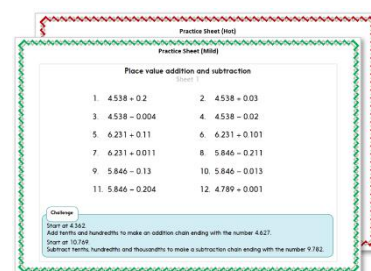 Practice Sheet (Hot)
Practice Sheet (Mild)
Place value addition and subtraction
Sheet 1
1. 4.538 + 0.2 2. 4.538 + 0.03
3. 4.538 – 0.004 4. 4.538 – 0.02
5. 6.231 + 0.11 6. 6.231 + 0.101
7. 6.231 + 0.011 8. 5.846 – 0.211
9. 5.846 – 0.13 10. 5.846 – 0.013
11. 5.846 – 0.204 12. 4.789 + 0.001
Challenge
Start at 4.362.
Add tenths and hundredths to make an addition chain ending with the number 4.627.
Start at 10.769.
Subtract tenths, hundredths and thousandths to make a subtraction chain ending with the number 9.782.